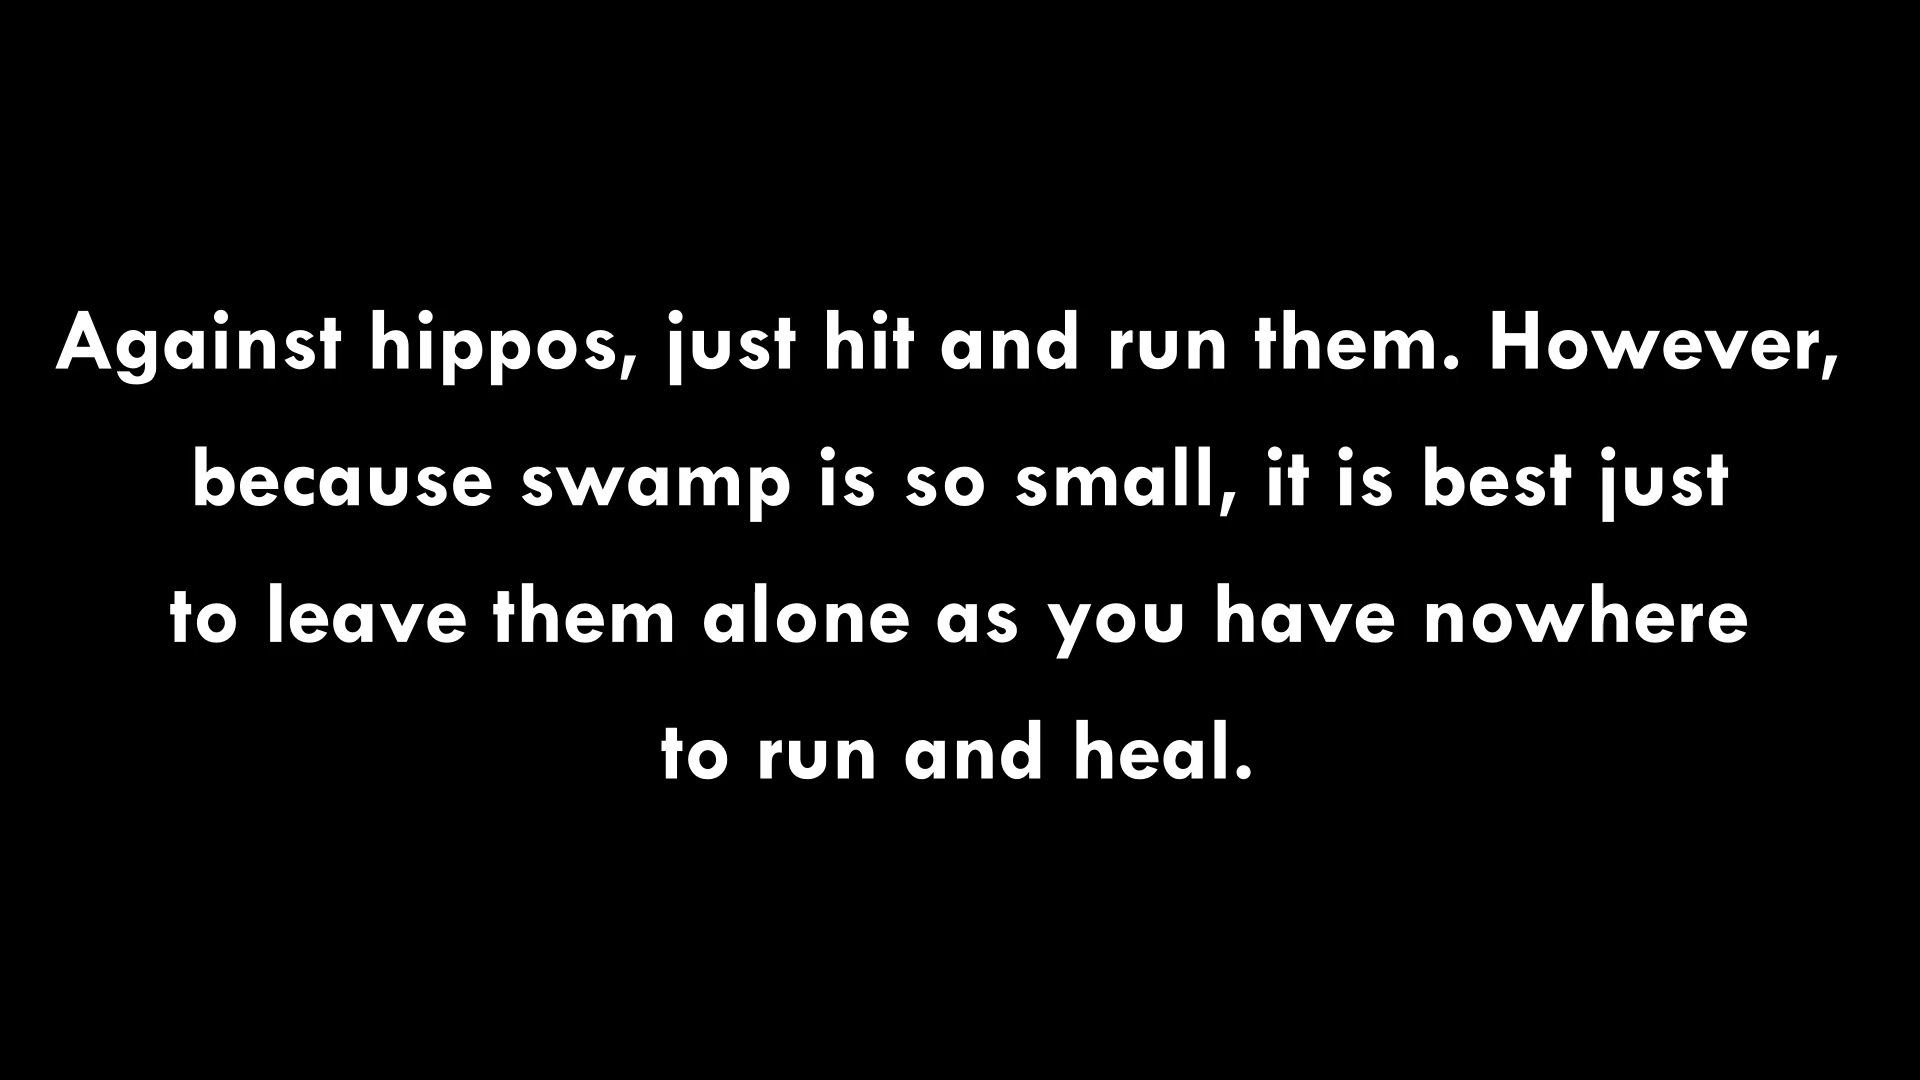 Against hippos, just hit and run them. However,
because swamp is so small, it is best just
to leave them alone as you have nowhere
to run and heal.